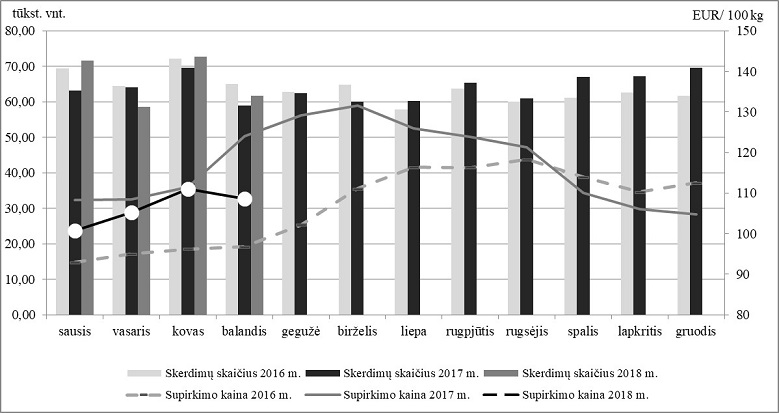 tūkst. vnt. EUR/ 100 kg
80,00 150
70,00 140
60,00 130
50,00 120
40,00 110
30,00 100
20,00 90
10,00 80
0,00
sausis vasaris kovas balandis gegužė birželis liepa rugpjūtis rugsėjis spalis lapkritis gruodis
Skerdimų skaičius 2016 m. Skerdimų skaičius 2017 m. Skerdimų skaičius 2018 m.
Supirkimo kaina 2016 m. Supirkimo kaina 2017 m. Supirkimo kaina 2018 m.